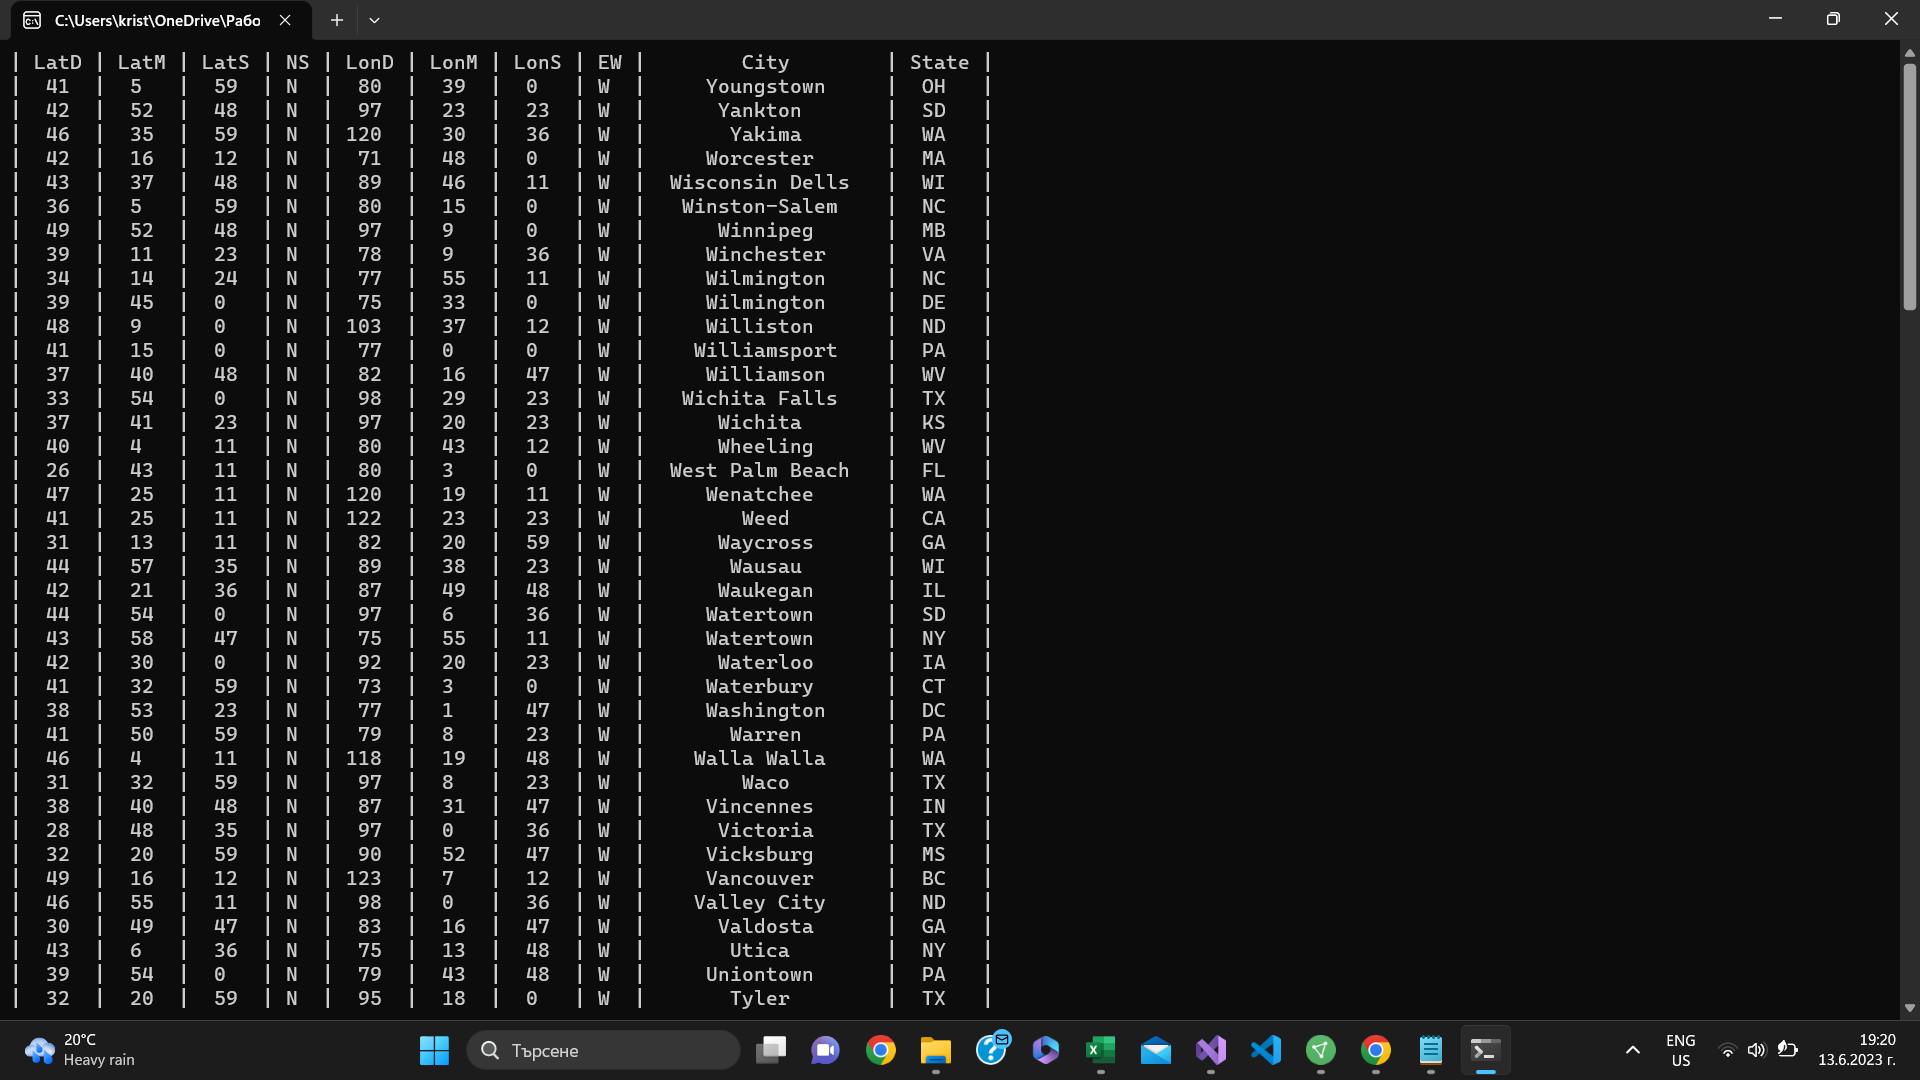 C:\Users\krist\OneDrive\Рабо
| LatD | LatM | LatS | NS | LonD | LonM | LonS | EW | City | State |
| 41 | 5 | 59 | N | 80 | 39 | 0 | W | Youngstown | OH |
| 42 | 52 | 48 | N | 97 | 23 | 23 | W | Yankton | SD |
| 46 | 35 | 59 | N | 120 | 30 | 36 | W | Yakima | WA |
| 42 | 16 | 12 | N | 71 | 48 | 0 | W | Worcester | MA |
| 43 | 37 | 48 | N | 89 | 46 | 11 | W | Wisconsin Dells | WI |
| 36 | 5 | 59 | N | 80 | 15 | 0 | W | Winston-Salem | NC |
| 49 | 52 | 48 | N | 97 | 9 | 0 | W | Winnipeg | MB |
| 39 | 11 | 23 | N | 78 | 9 | 36 | W | Winchester | VA |
| 34 | 14 | 24 | N | 77 | 55 | 11 | W | Wilmington | NC |
| 39 | 45 | 0 | N | 75 | 33 | 0 | W | Wilmington | DE |
| 48 | 9 | 0 | N | 103 | 37 | 12 | W | Williston | ND |
| 41 | 15 | 0 | N | 77 | 0 | 0 | W | Williamsport | PA |
| 37 | 40 | 48 | N | 82 | 16 | 47 | W | Williamson | WV |
| 33 | 54 | 0 | N | 98 | 29 | 23 | W | Wichita Falls | TX |
| 37 | 41 | 23 | N | 97 | 20 | 23 | W | Wichita | KS |
| 40 | 4 | 11 | N | 80 | 43 | 12 | W | Wheeling | WV |
| 26 | 43 | 11 | N | 80 | 3 | 0 | W | West Palm Beach | FL |
| 47 | 25 | 11 | N | 120 | 19 | 11 | W | Wenatchee | WA |
| 41 | 25 | 11 | N | 122 | 23 | 23 | W | Weed | CA |
| 31 | 13 | 11 | N | 82 | 20 | 59 | W | Waycross | GA |
| 44 | 57 | 35 | N | 89 | 38 | 23 | W | Wausau | WI |
| 42 | 21 | 36 | N | 87 | 49 | 48 | W | Waukegan | IL |
| 44 | 54 | 0 | N | 97 | 6 | 36 | W | Watertown | SD |
| 43 | 58 | 47 | N | 75 | 55 | 11 | W | Watertown | NY |
| 42 | 30 | 0 | N | 92 | 20 | 23 | W | Waterloo | IA |
| 41 | 32 | 59 | N | 73 | 3 | 0 | W | Waterbury | CT |
| 38 | 53 | 23 | N | 77 | 1 | 47 | W | Washington | DC |
| 41 | 50 | 59 | N | 79 | 8 | 23 | W | Warren | PA |
| 46 | 4 | 11 | N | 118 | 19 | 48 | W | Walla Walla | WA |
| 31 | 32 | 59 | N | 97 | 8 | 23 | W | Waco | TX |
| 38 | 40 | 48 | N | 87 | 31 | 47 | W | Vincennes | IN |
| 28 | 48 | 35 | N | 97 | 0 | 36 | W | Victoria | TX |
| 32 | 20 | 59 | N | 90 | 52 | 47 | W | Vicksburg | MS |
| 49 | 16 | 12 | N | 123 | 7 | 12 | W | Vancouver | BC |
| 46 | 55 | 11 | N | 98 | 0 | 36 | W | Valley City | ND |
| 30 | 49 | 47 | N | 83 | 16 | 47 | W | Valdosta | GA |
| 43 | 6 | 36 | N | 75 | 13 | 48 | W | Utica | NY |
| 39 | 54 | 0 | N | 79 | 43 | 48 | W | Uniontown | PA |
| 32 | 20 | 59 | N | 95 | 18 | 0 | W | Tyler | TX |
20°C
Heavy rain
Търсене
ENG
US
19:20
13.6.2023 г.